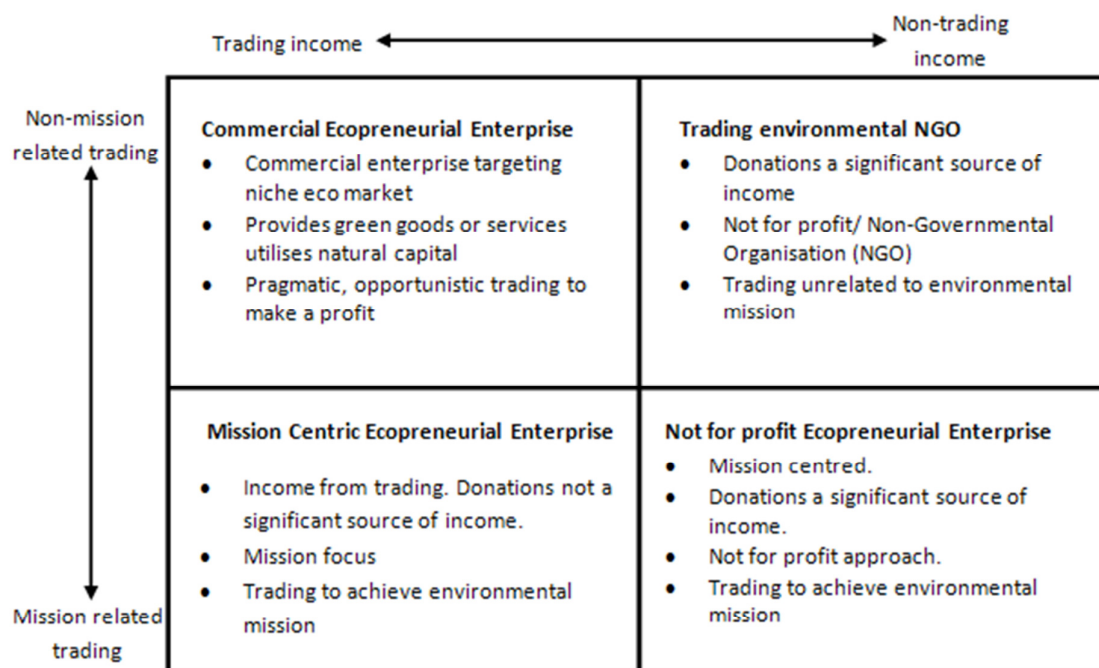 Trading income
Non-trading
income
Non-mission
related trading
Mission related
trading
Commercial Ecopreneurial Enterprise
• Commercial enterprise targeting
niche eco market
• Provides green goods or services
utilises natural capital
• Pragmatic, opportunistic trading to
make a profit
Trading environmental NGO
• Donations a significant source of
income
• Not for profit/ Non-Governmental
Organisation (NGO)
• Trading unrelated to environmental
mission
Mission Centric Ecopreneurial Enterprise
• Income from trading. Donations not a
significant source of income.
• Mission focus
• Trading to achieve environmental
mission
Not for profit Ecopreneurial Enterprise
• Mission centred.
• Donations a significant source of
income.
• Not for profit approach.
• Trading to achieve environmental
mission